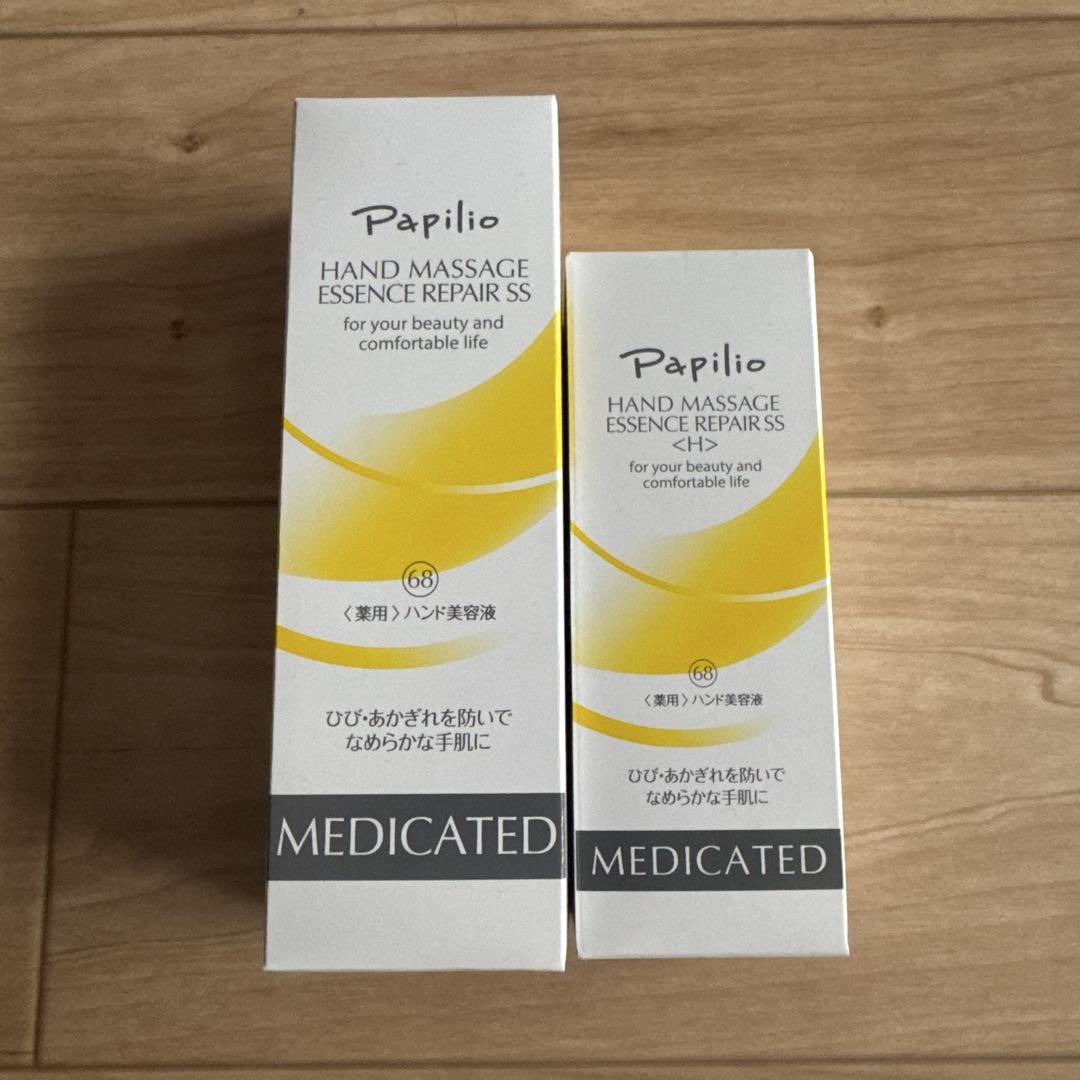 Papilio
HAND MASSAGE
ESSENCE REPAIR SS
for your beauty and
comfortable life
68
〈薬用〉ハンド美容液
ひび・あかぎれを防いで
なめらかな手肌に
MEDICATED
Papilio
HAND MASSAGE
ESSENCE REPAIR SS
<H>
for your beauty and
comfortable life
68
〈薬用〉ハンド美容液
ひび・あかぎれを防いで
なめらかな手肌に
MEDICATED